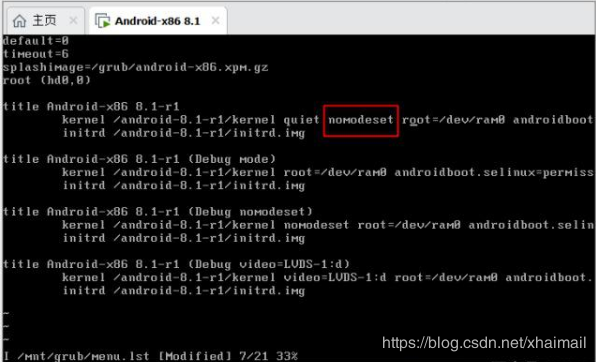 主页
Android-x86 8.1
default=0
timeout=6
splashimage=/grub/android-x86.xpm.gz
root (hd0,0)
title Android-x86 8.1-r1
kernel /android-8.1-r1/kernel quiet nomodeset root=/dev/ram0 androidboot
initrd /android-8.1-r1/initrd.img
title Android-x86 8.1-r1 (Debug mode)
kernel /android-8.1-r1/kernel root=/dev/ram0 androidboot.selinux=permiss
initrd /android-8.1-r1/initrd.img
title Android-x86 8.1-r1 (Debug nomodeset)
kernel /android-8.1-r1/kernel nomodeset root=/dev/ram0 androidboot.selin
initrd /android-8.1-r1/initrd.img
title Android-x86 8.1-r1 (Debug video=LVDS-1:d)
kernel /android-8.1-r1/kernel video=LVDS-1:d root=/dev/ram0 androidboot.
initrd /android-8.1-r1/initrd.img
~
~
~
I /mnt/grub/menu.lst [Modified] 7/21 33%
https://blog.csdn.net/xhaimail